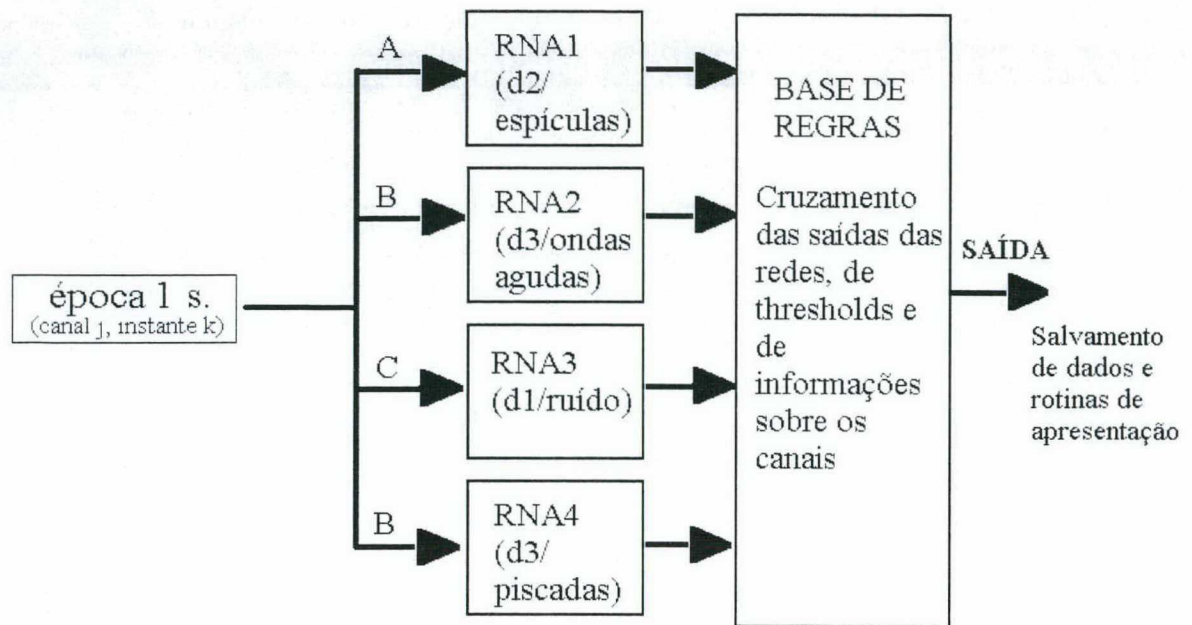 A
RNA1
(d2/
espículas)
B
RNA2
(d3/ondas
agudas)
época 1 s.
(canal j, instante k)
C
RNA3
(d1/ruído)
B
RNA4
(d3/
piscadas)
BASE DE
REGRAS
Cruzamento
das saídas das
redes, de
thresholds e
de
informações
sobre os
canais
SAÍDA
Salvamento
de dados e
rotinas de
apresentação